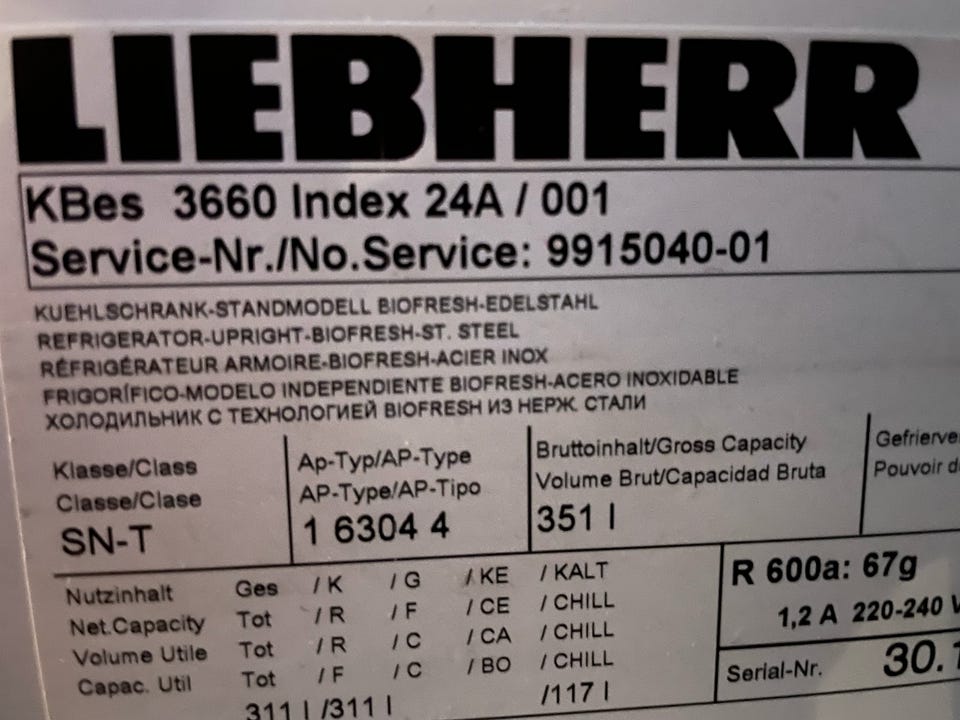 LIEBHERR
KBes 3660 Index 24A / 001
Service-Nr./No.Service: 9915040-01
KUEHLSCHRANK-STANDMODELL BIOFRESH-EDELSTAHL
REFRIGERATOR-UPRIGHT-BIOFRESH-ST. STEEL
RÉFRIGÉRATEUR ARMOIRE-BIOFRESH-ACIER INOX
FRIGORÍFICO-MODELO INDEPENDIENTE BIOFRESH-ACERO INOXIDABLE
ХОЛОДИЛЬНИК С ТЕХНОЛОГИЕЙ BIOFRESH ИЗ НЕРЖ. СТАЛИ
Klasse/Class
Classe/Clase
SN-T
Ap-Typ/AP-Type
AP-Type/AP-Tipo
1 6304 4
Bruttoinhalt/Gross Capacity
Volume Brut/Capacidad Bruta
351 l
Pouvoir
Nutzinhalt Ges / K / G / KE / KALT
Net.Capacity Tot / R / F / CE / CHILL
Volume Utile Tot / R / C / CA / CHILL
Capac. Util Tot / F / C / BO / CHILL
311 l /311 l /117 l
R 600a: 67g
1,2 A 220-240
Serial-Nr. 30.